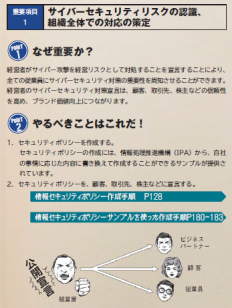 重要項目
1
サイバーセキュリティリスクの認識、
組織全体での対応の策定
POINT
1
なぜ重要か？
経営者がサイバー攻撃を経営リスクとして対処することを宣言することにより、
全ての従業員にサイバーセキュリティ対策の重要性を周知させることができます。
経営者のサイバーセキュリティ対策宣言は、顧客、取引先、株主などの信頼性
を高め、ブランド価値向上につながります。
POINT
2
やるべきことはこれだ！
1．セキュリティポリシーを作成する。
セキュリティポリシーの作成には、情報処理推進機構（IPA）から、自社
の事情に応じた内容に書き換えて作成することができるサンプルが提供さ
れています。
2．セキュリティポリシーを、顧客、取引先、株主などに宣言する。
情報セキュリティポリシー作成手順 P128
情報セキュリティポリシーサンプルを使った作成手順P180-183
公開宣言
経営層
ビジネス
パートナー
顧客
従業員